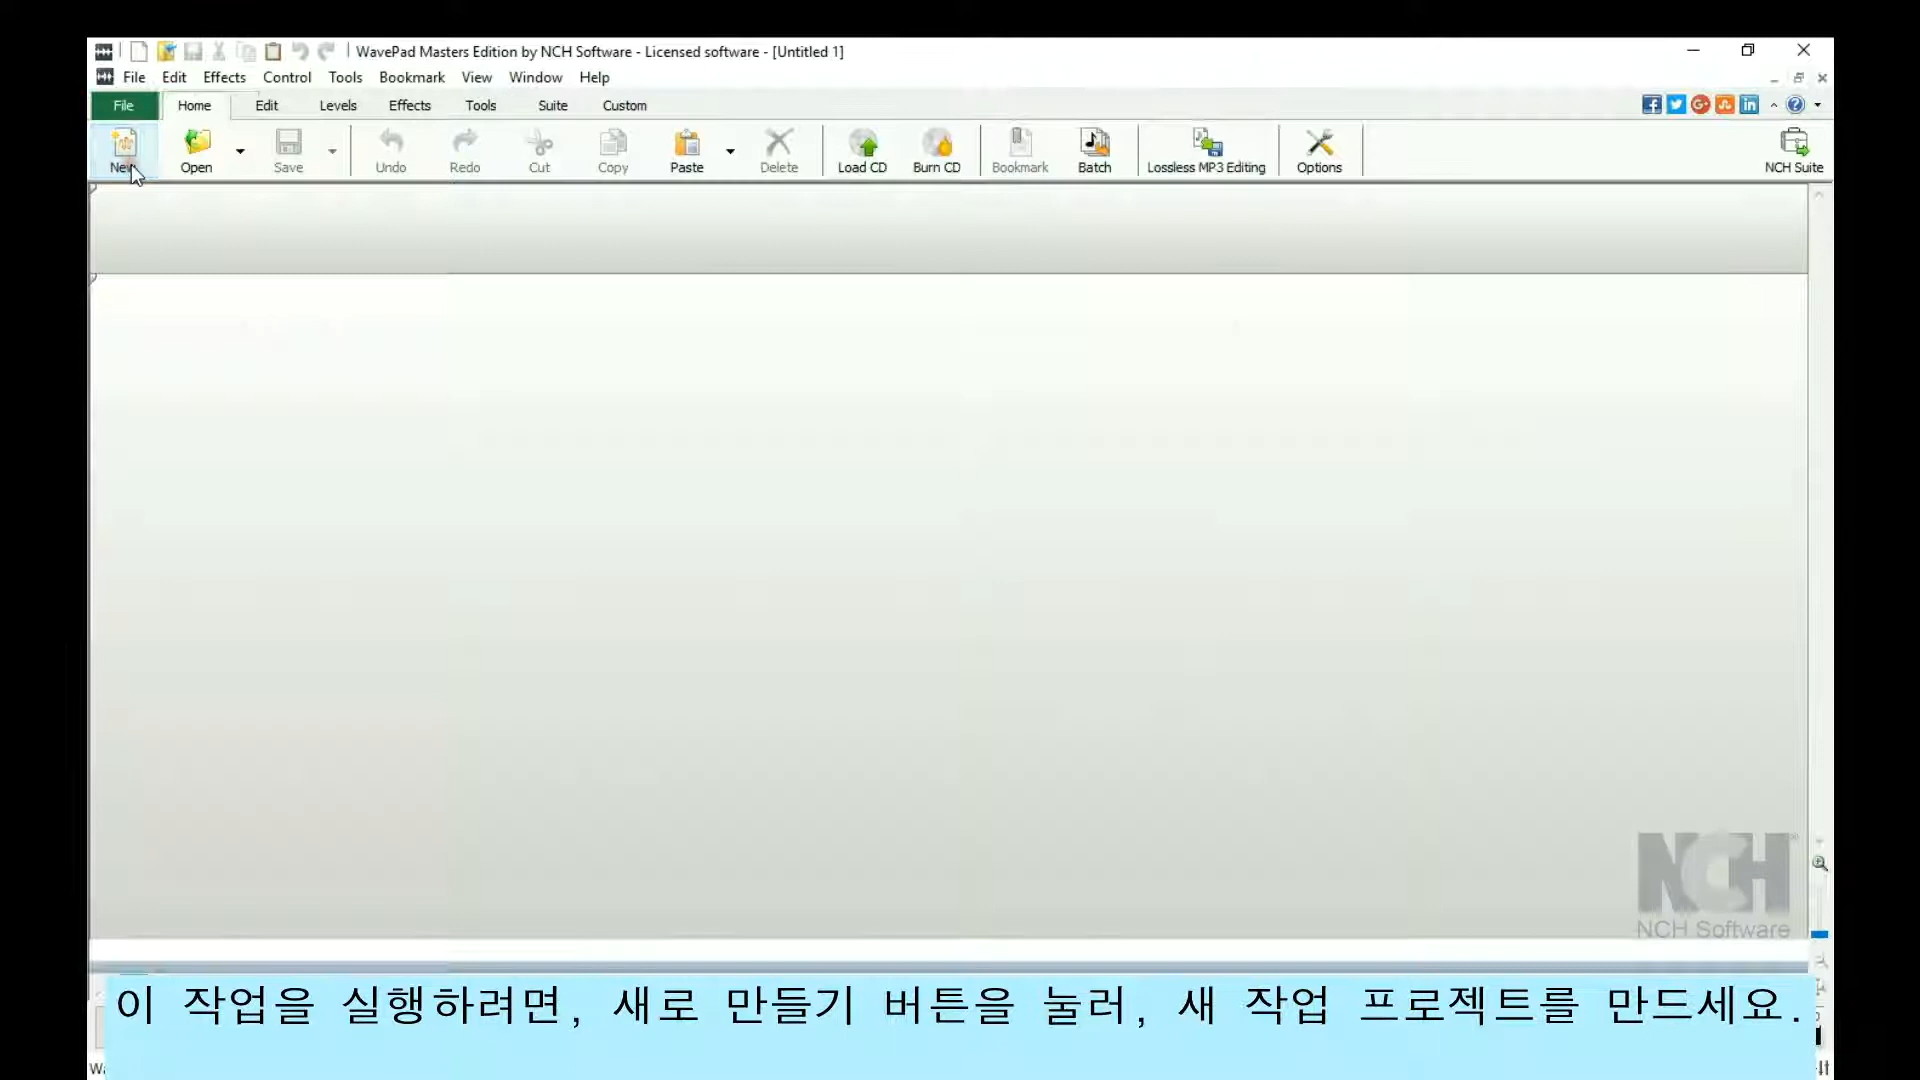 WavePad Masters Edition by NCH Software - Licensed software - [Untitled 1]
File Edit Effects Control Tools Bookmark View Window Help
File Home Edit Levels Effects Tools Suite Custom
New Open Save Undo Redo Cut Copy Paste Delete Load CD Burn CD Bookmark Batch Lossless MP3 Editing Options NCH Suite
NCH
NCH Software
이 작업을 실행하려면, 새로 만들기 버튼을 눌러, 새 작업 프로젝트를 만드세요.